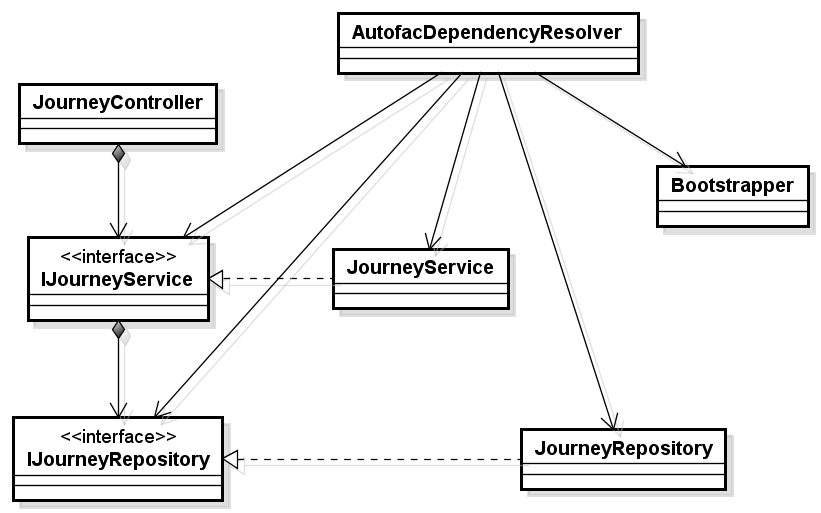 AutofacDependencyResolver
JourneyController
Bootstrapper
<<interface>>
IJourneyService
JourneyService
<<interface>>
IJourneyRepository
JourneyRepository